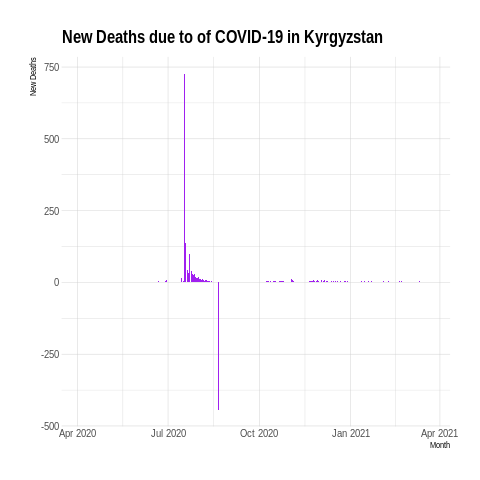 New Deaths due to of COVID-19 in Kyrgyzstan
New Deaths
750
500
250
0
-250
-500
Apr 2020 Jul 2020 Oct 2020 Jan 2021 Apr 2021
Month